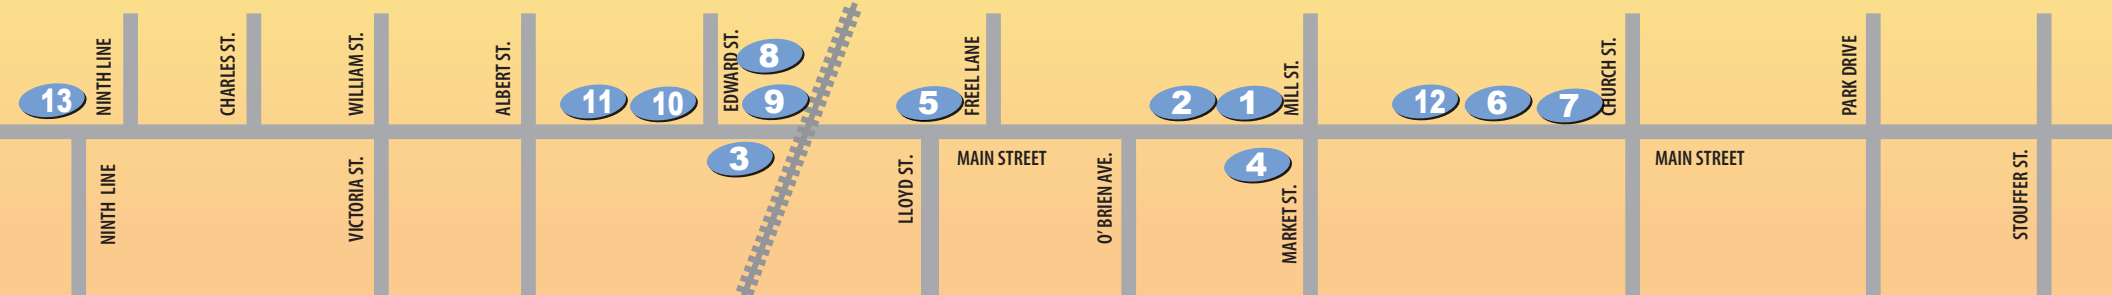 13
NINTH LINE
CHARLES ST.
WILLIAM ST.
ALBERT ST.
11
10
EDWARD ST.
8
9
5
FREEL LANE
2
1
MILL ST.
12
6
7
CHURCH ST.
PARK DRIVE
NINTH LINE
VICTORIA ST.
3
LLOYD ST.
MAIN STREET
O'BRIEN AVE.
4
MARKET ST.
MAIN STREET
STOUFFER ST.